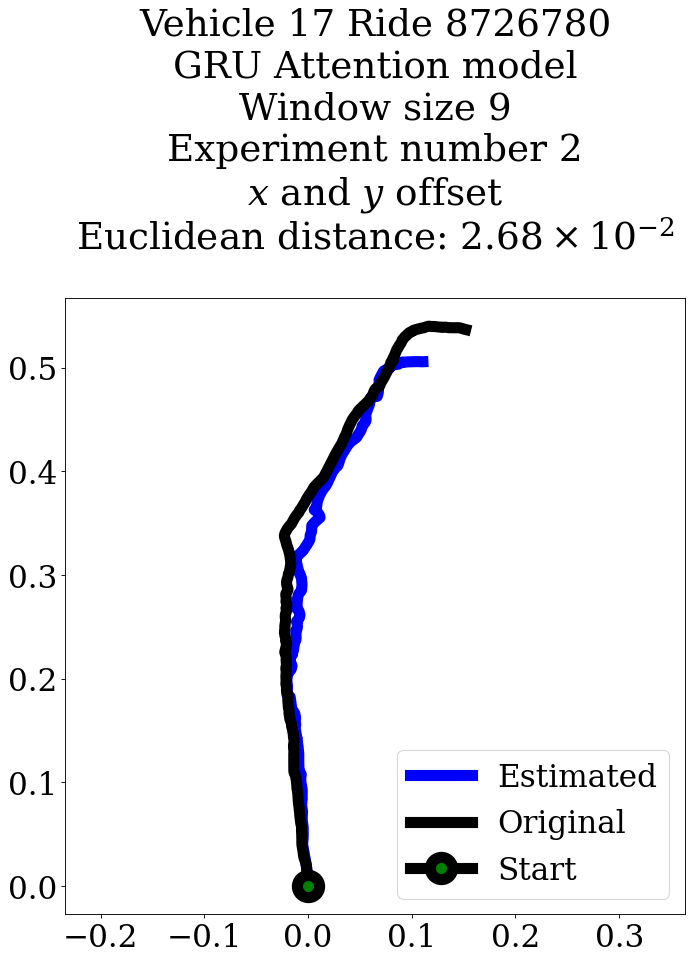 Vehicle 17 Ride 8726780
GRU Attention model
Window size 9
Experiment number 2
x and y offset
Euclidean distance: 2.68 × 10⁻²
0.5
0.4
0.3
0.2
0.1
0.0
Estimated
Original
Start
−0.2 −0.1 0.0 0.1 0.2 0.3